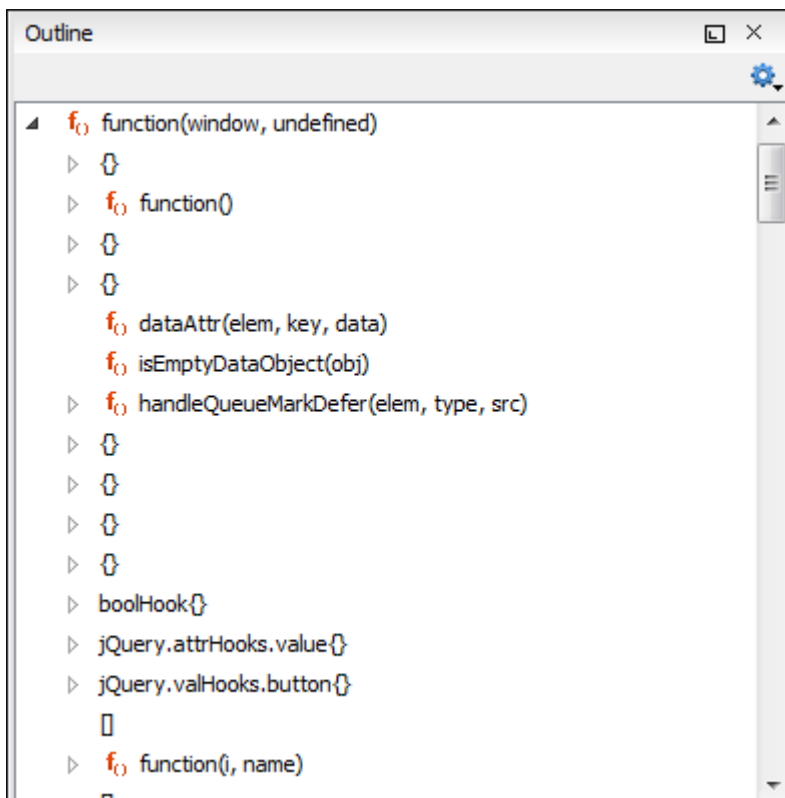 Outline
f() function(window, undefined)
{}
f() function()
{}
{}
f() dataAttr(elem, key, data)
f() isEmptyDataObject(obj)
f() handleQueueMarkDefer(elem, type, src)
{}
{}
{}
{}
boolHook{}
jQuery.attrHooks.value{}
jQuery.valHooks.button{}
[]
f() function(i, name)